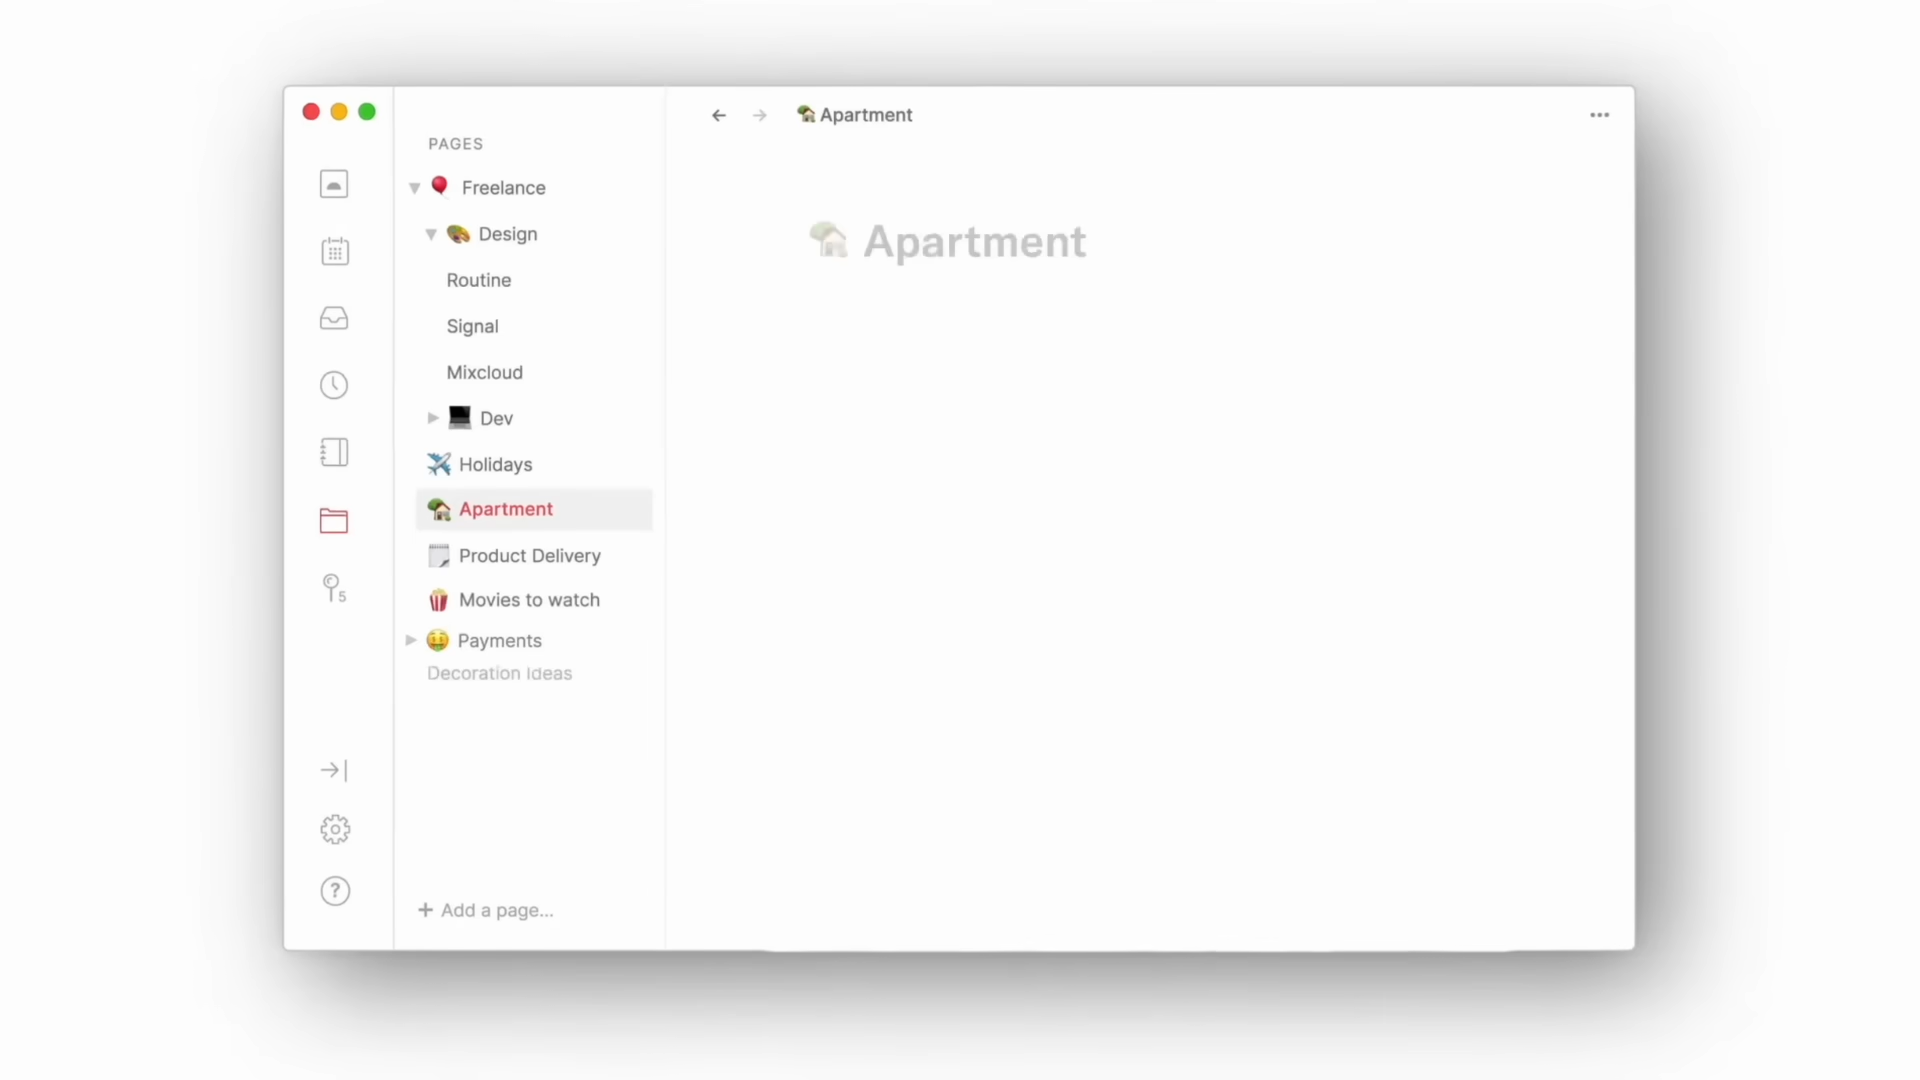 Apartment
PAGES
Freelance
Design
Routine
Signal
Mixcloud
Dev
Holidays
Apartment
Product Delivery
Movies to watch
Payments
Decoration Ideas
5
?
+ Add a page...
Apartment